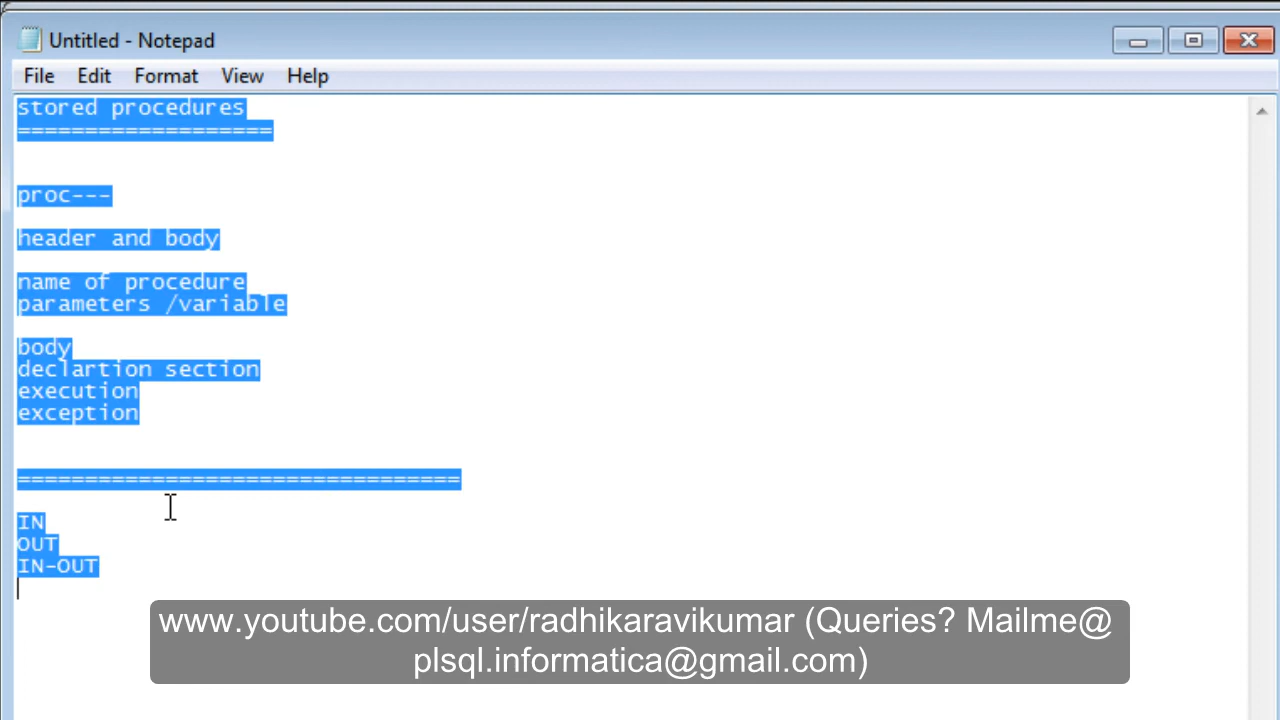 Untitled - Notepad
File Edit Format View Help
stored procedures
===================
proc---
header and body
name of procedure
parameters /variable
body
declartion section
execution
exception
=================================
IN
OUT
IN-OUT
www.youtube.com/user/radhikaravikumar (Queries? Mailme@
plsql.informatica@gmail.com)